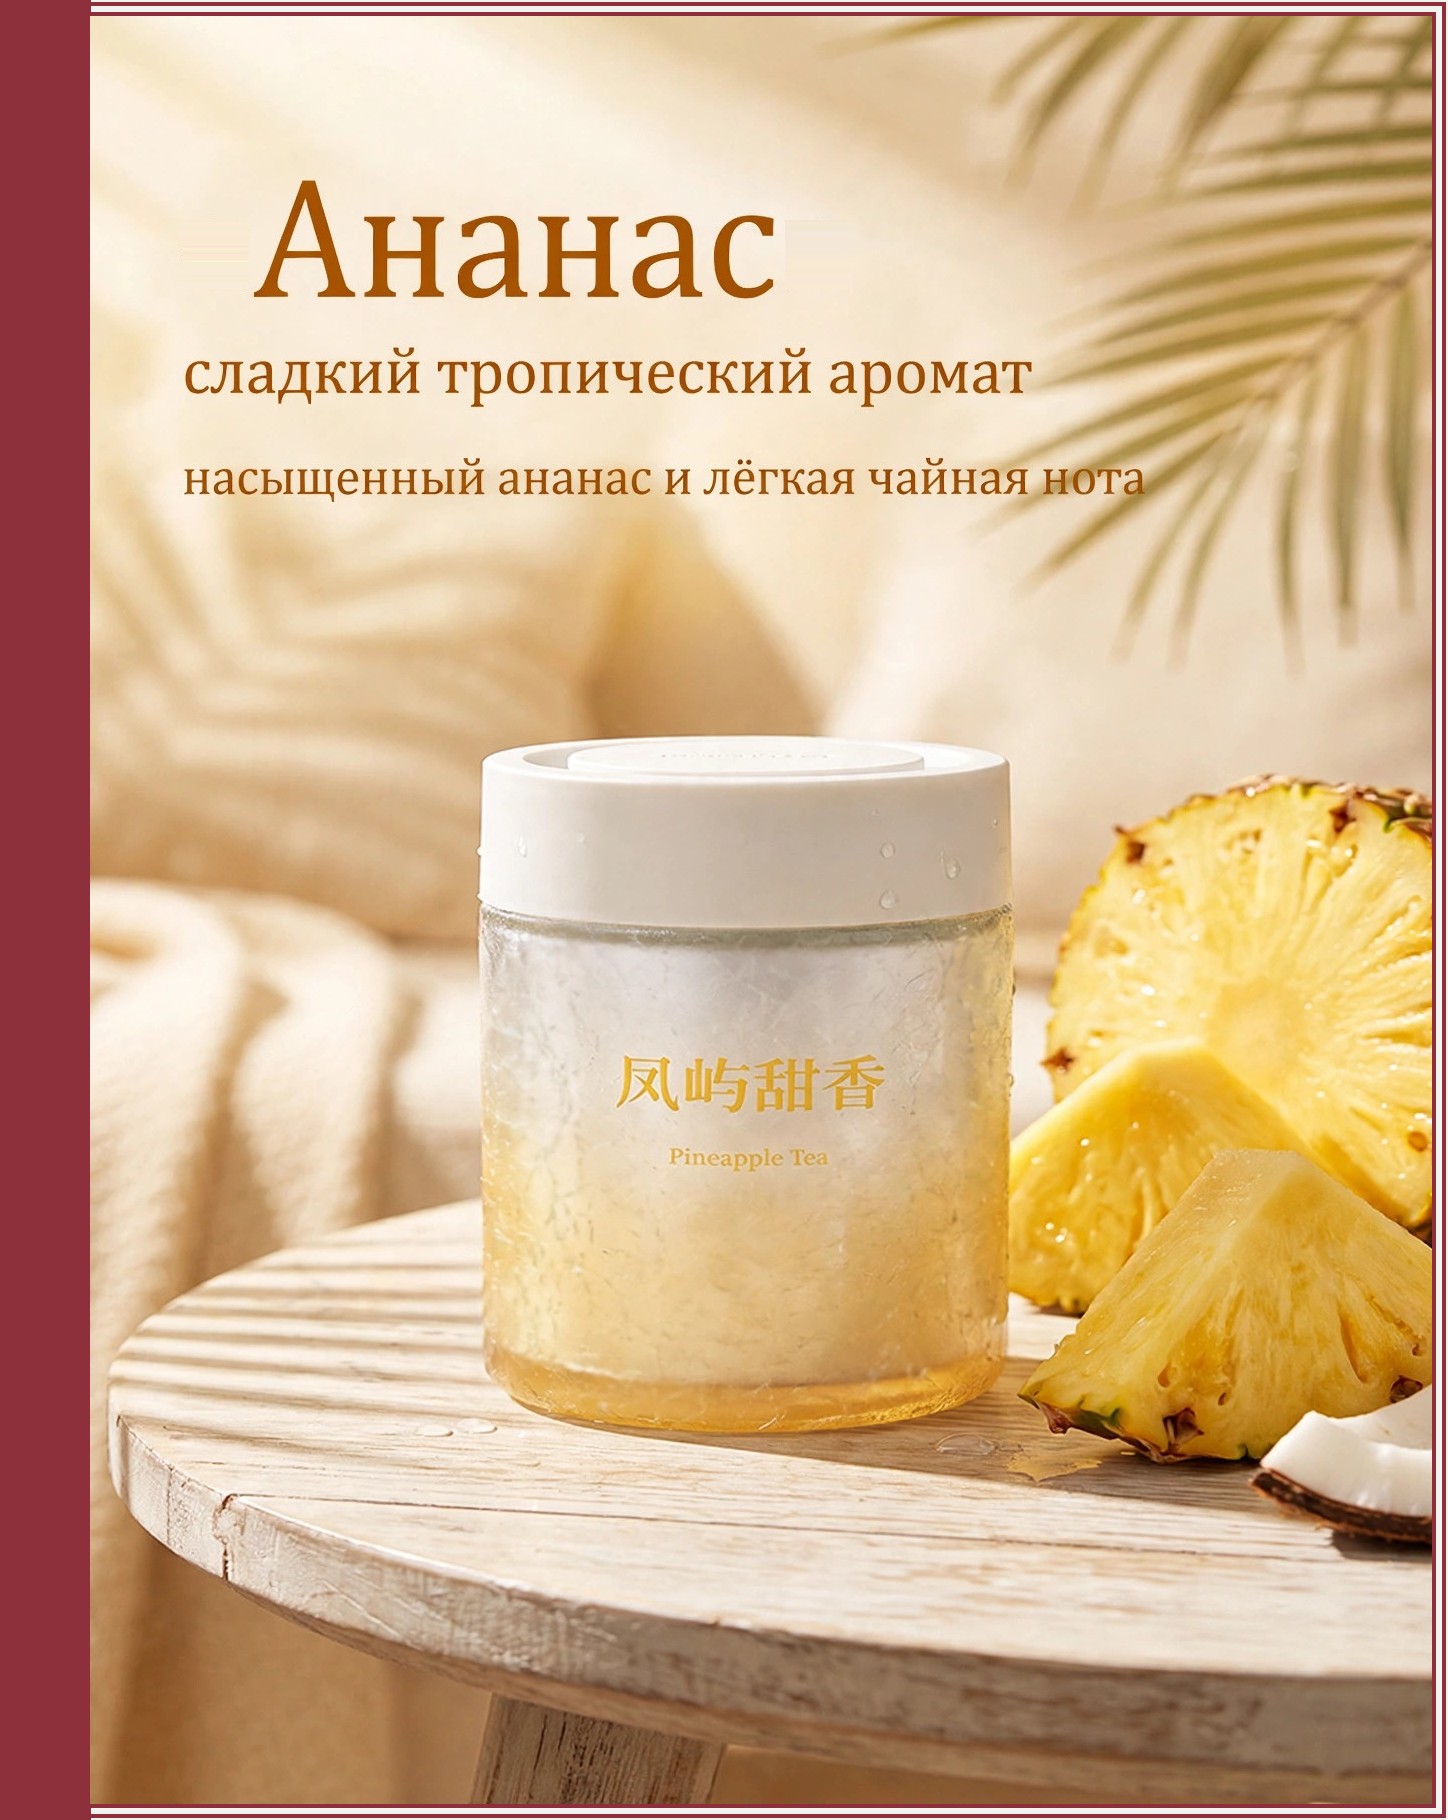 Ананас
сладкий тропический аромат
насыщенный ананас и лёгкая чайная нота
凤屿甜香
Pineapple Tea